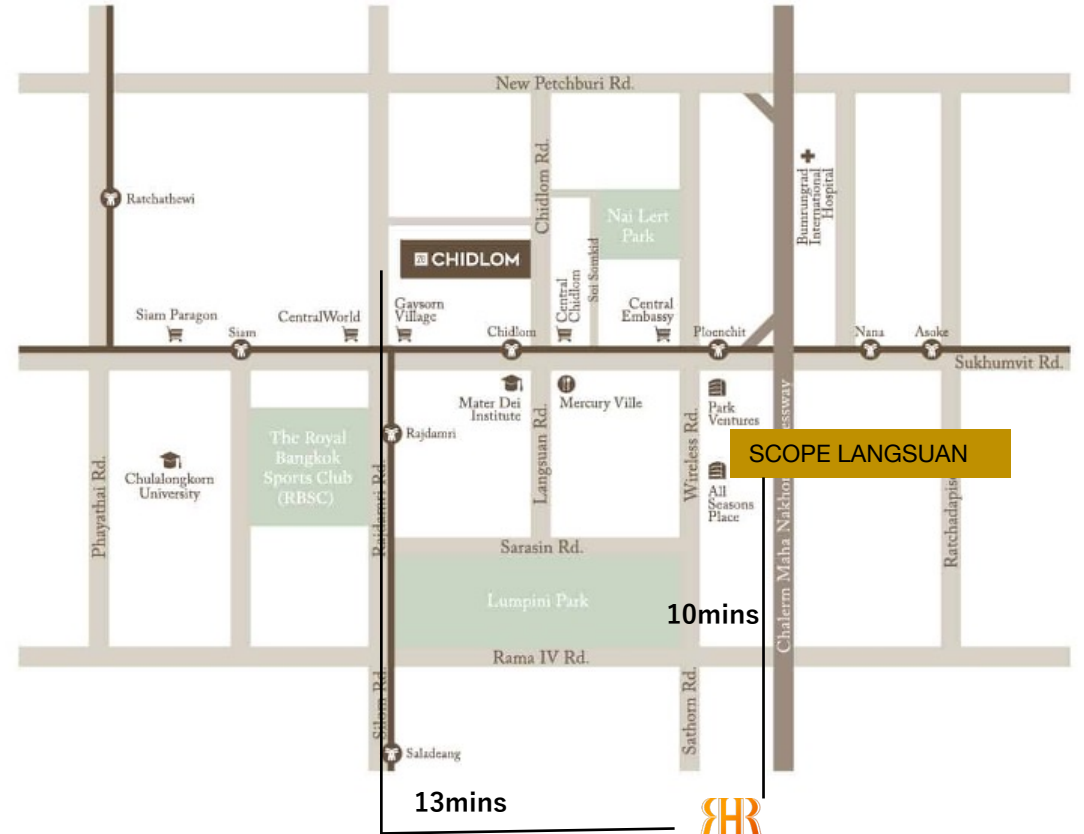 New Petchburi Rd.
Ratchathewi
Chidlom Rd.
Nai Lert
Park
Bumrungrad
International
Hospital
28 CHIDLOM
Soi Somkid
Siam Paragon
Siam
CentralWorld
Gaysorn
Village
Chidlom
Central
Chidlom
Central
Embassy
Ploenchit
Nana
Asoke
Sukhumvit Rd.
Mater Dei
Institute
Mercury Ville
Park
Ventures
Rajdamri
The Royal
Bangkok
Sports Club
(RBSC)
Chulalongkorn
University
Phayathai Rd.
Rajdamri Rd.
Langsuan Rd.
Wireless Rd.
SCOPE LANGSUAN
All
Seasons
Place
Chalerm Maha Nakhon
Sarasin Rd.
Lumpini Park
10mins
Rama IV Rd.
Silom Rd.
Sathorn Rd.
Saladeang
13mins